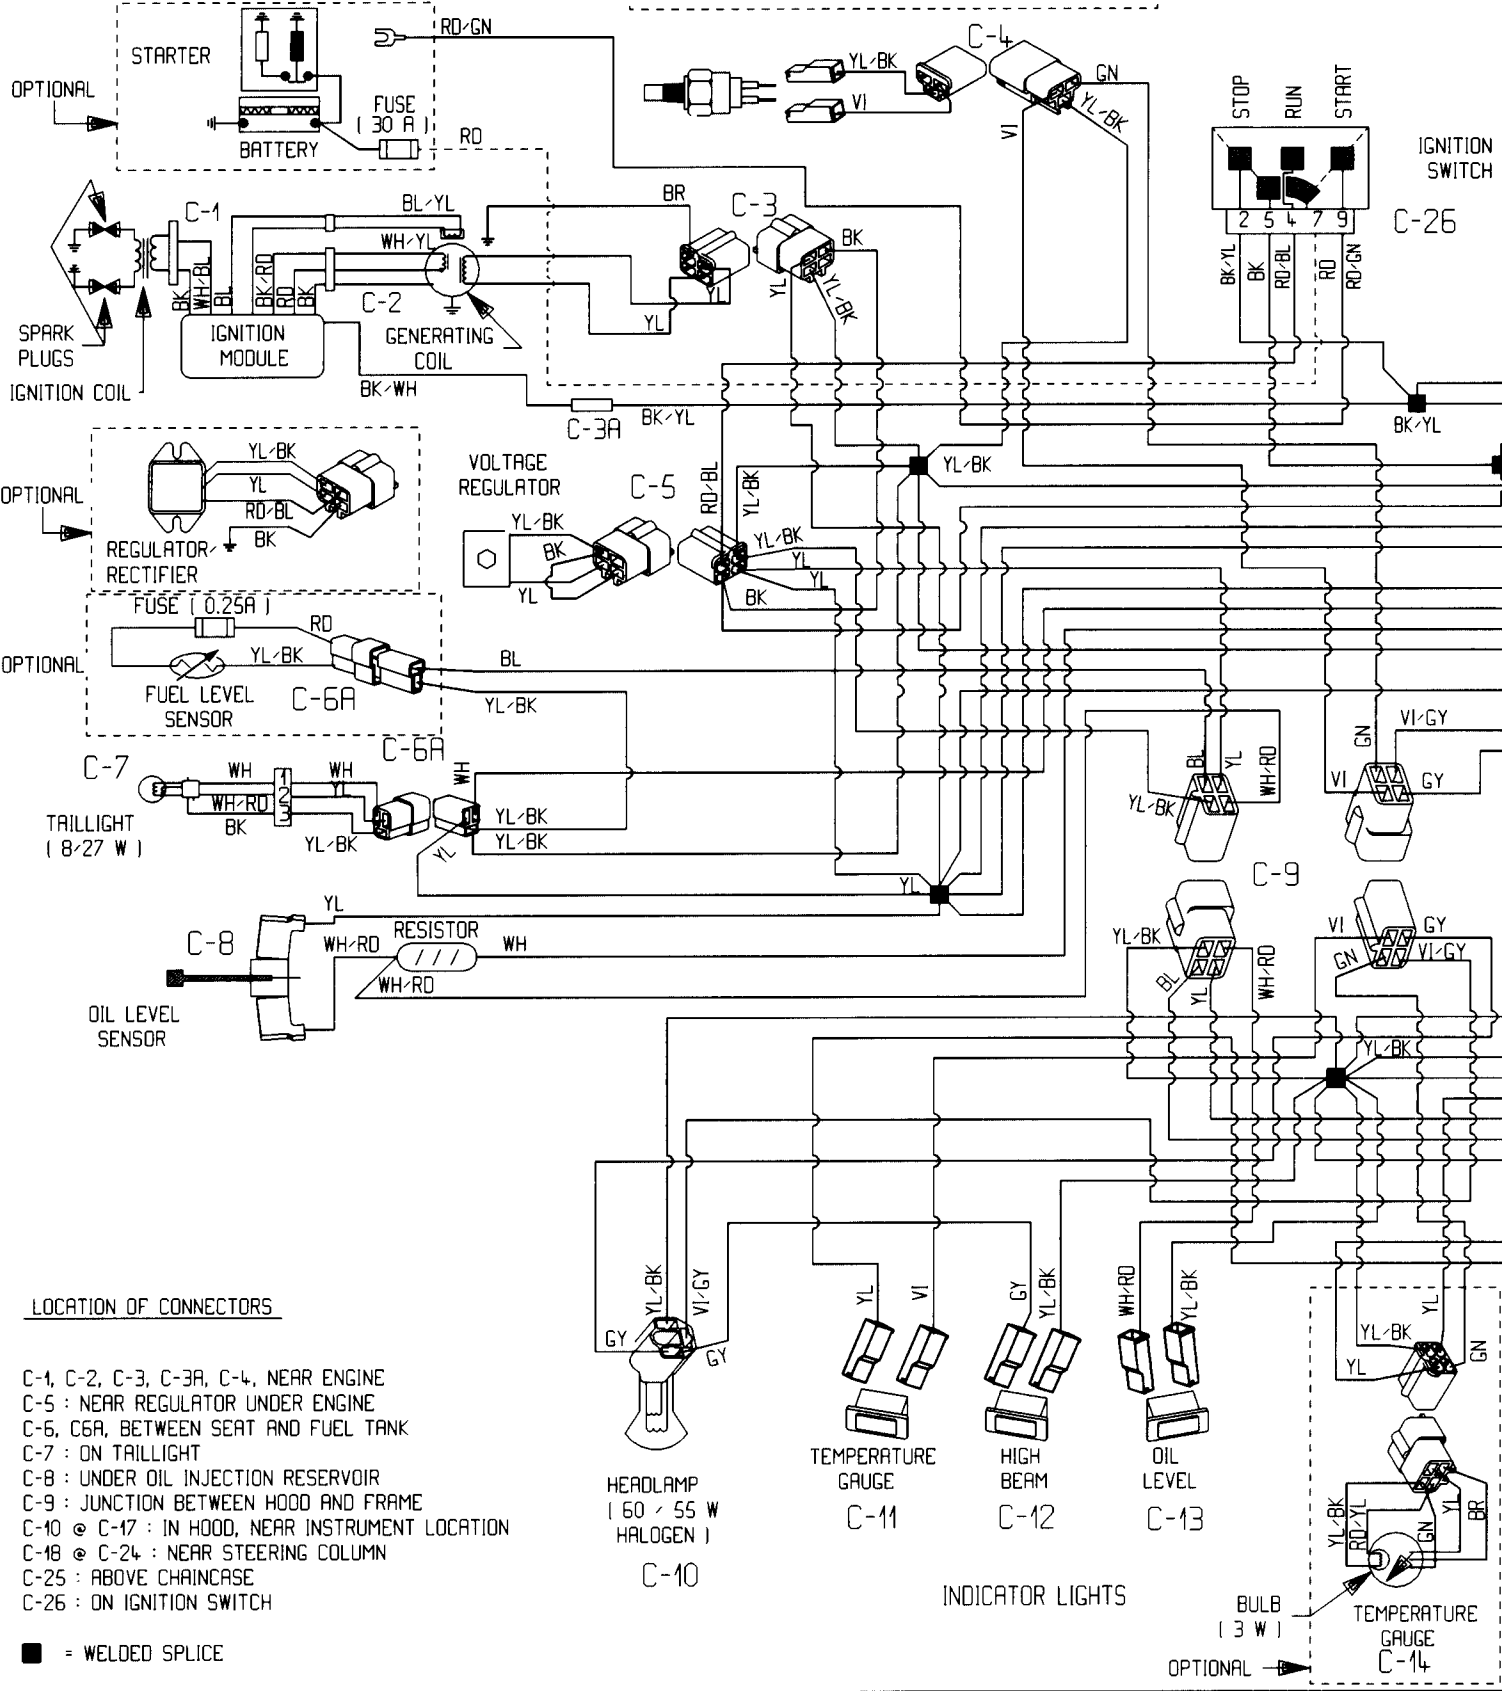 STARTER
OPTIONAL
FUSE
( 30 A )
BATTERY
RD
RD/GN
YL/BK
VI
C-4
GN
YL/BK
VI
STOP
RUN
START
IGNITION
SWITCH
2 5 4 7 9
C-26
BK/YL
BK
RD/BL
RD
RD/GN
C-1
BL/YL
WH/YL
BK
WH/BL
BL
BK/RD
RD
BK
C-2
SPARK
PLUGS
IGNITION
MODULE
GENERATING
COIL
IGNITION COIL
BK/WH
BR
C-3
BK
YL
YL
YL
YL/BK
C-3A
BK/YL
BK/YL
OPTIONAL
YL/BK
YL
RD/BL
BK
REGULATOR/
RECTIFIER
VOLTAGE
REGULATOR
C-5
RD/BL
YL/BK
YL/BK
YL/BK
BK
YL
YL/BK
YL
YL
BK
FUSE ( 0.25A )
RD
OPTIONAL
YL/BK
FUEL LEVEL
SENSOR
C-6A
BL
YL/BK
C-6A
C-7
WH
WH/RD
BK
1
2
3
WH
YL
YL/BK
TAILLIGHT
( 8/27 W )
WH
YL/BK
YL/BK
YL
BL
YL
WH/RD
YL/BK
GN
VI/GY
VI
GY
C-9
YL
C-8
YL
WH/RD
RESISTOR
WH
WH/RD
OIL LEVEL
SENSOR
YL/BK
BL
YL
WH/RD
VI
GN
GY
VI/GY
YL/BK
YL/BK
VI/GY
GY
GY
YL
VI
GY
YL/BK
WH/RD
YL/BK
YL/BK
YL
YL
GN
HEADLAMP
( 60 / 55 W
HALOGEN )
C-10
TEMPERATURE
GAUGE
C-11
HIGH
BEAM
C-12
OIL
LEVEL
C-13
INDICATOR LIGHTS
YL/BK
RD/YL
GN
YL
BR
BULB
( 3 W )
TEMPERATURE
GAUGE
C-14
OPTIONAL
LOCATION OF CONNECTORS
C-1, C-2, C-3, C-3A, C-4, NEAR ENGINE
C-5 : NEAR REGULATOR UNDER ENGINE
C-6, C6A, BETWEEN SEAT AND FUEL TANK
C-7 : ON TAILLIGHT
C-8 : UNDER OIL INJECTION RESERVOIR
C-9 : JUNCTION BETWEEN HOOD AND FRAME
C-10 @ C-17 : IN HOOD, NEAR INSTRUMENT LOCATION
C-18 @ C-24 : NEAR STEERING COLUMN
C-25 : ABOVE CHAINCASE
C-26 : ON IGNITION SWITCH
= WELDED SPLICE